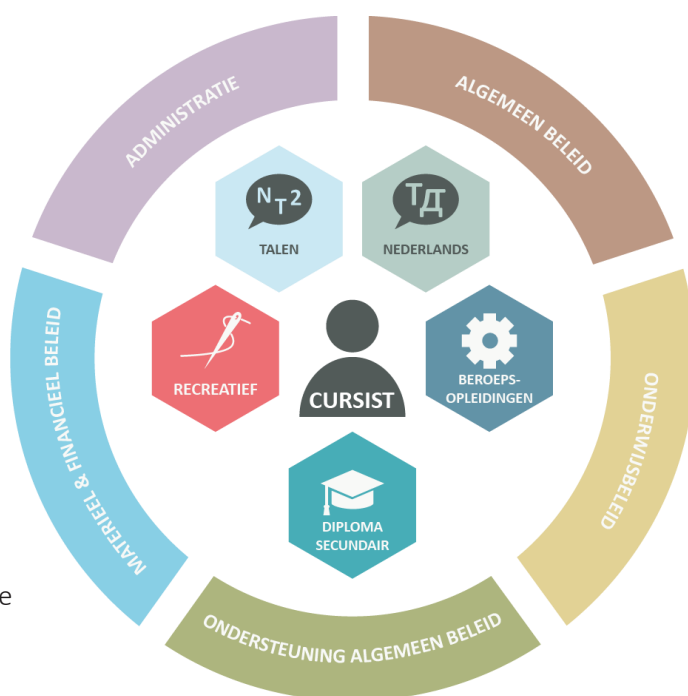 ADMINISTRATIE
ALGEMEEN BELEID
NT2
TALEN
TД
NEDERLANDS
MATERIEEL & FINANCIEEL BELEID
RECREATIEF
CURSIST
BEROEPS-
OPLEIDINGEN
ONDERWIJSBELEID
DIPLOMA
SECUNDAIR
e
ONDERSTEUNING ALGEMEEN BELEID